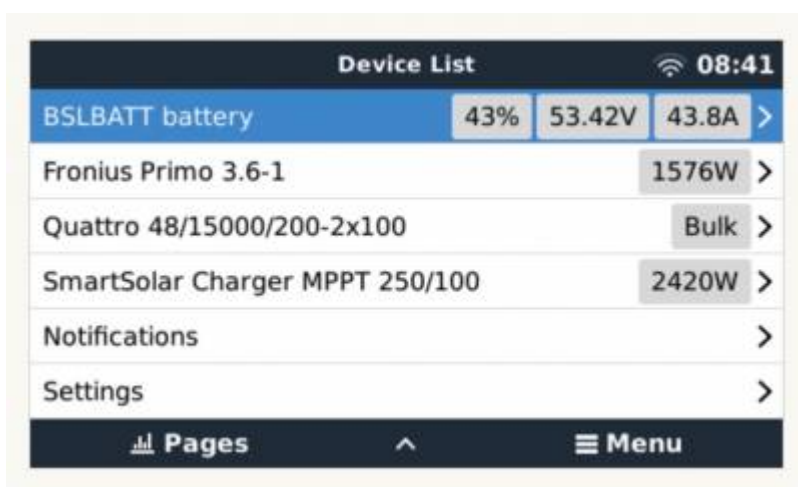 Device List 08:41
BSLBATT battery 43% 53.42V 43.8A
Fronius Primo 3.6-1 1576W
Quattro 48/15000/200-2x100 Bulk
SmartSolar Charger MPPT 250/100 2420W
Notifications
Settings
Pages Menu